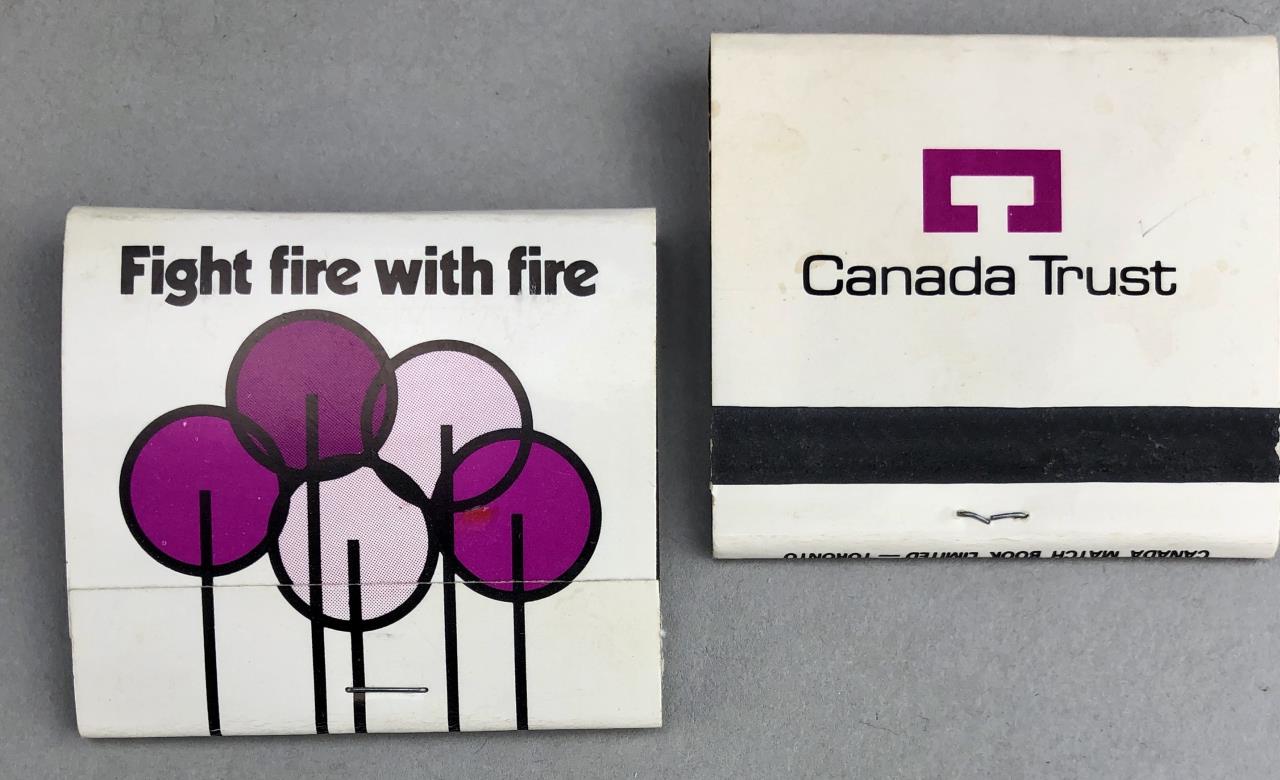 Fight fire with fire
Canada Trust
CANADA MATCH BOOK LIMITED — TORONTO